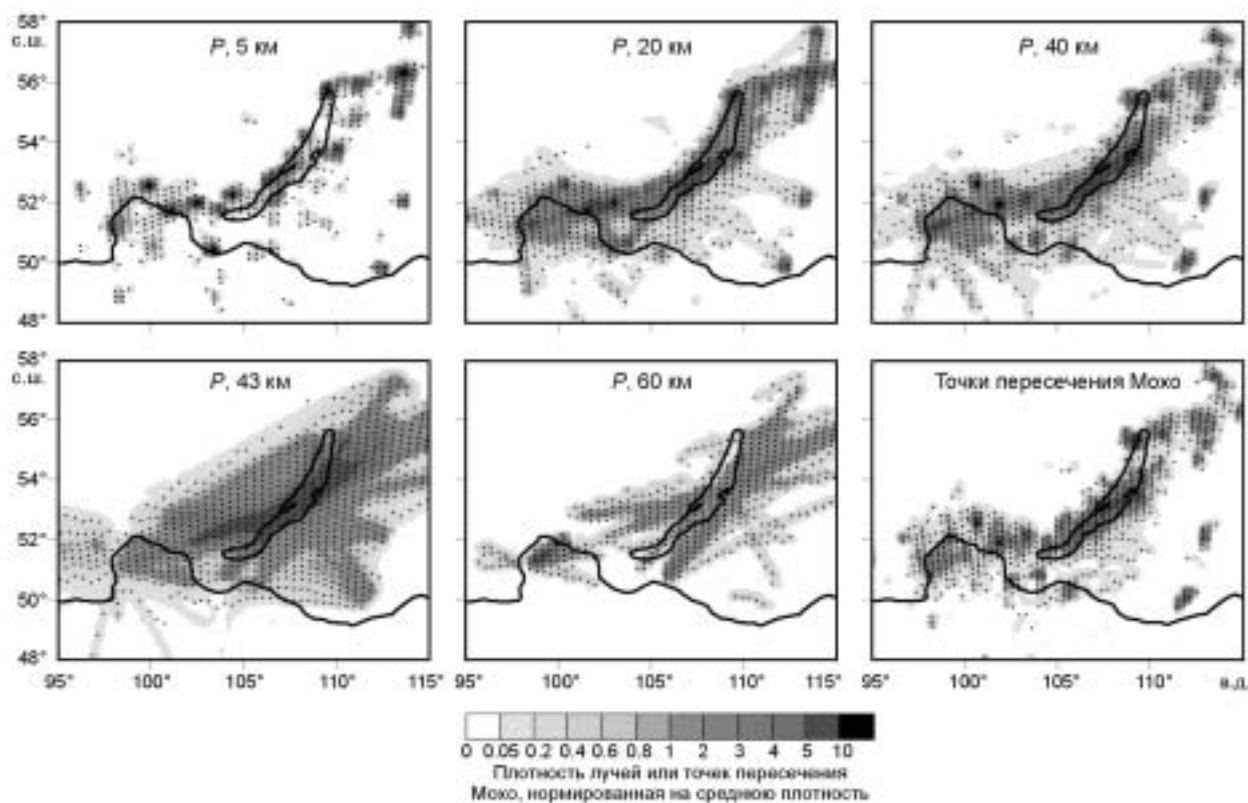 58°
с.ш.
56°
54°
52°
50°
48°
P, 5 км
P, 20 км
P, 40 км
58°
с.ш.
56°
54°
52°
50°
48°
P, 43 км
P, 60 км
Точки пересечения Мохо
95° 100° 105° 110° 115°
95° 100° 105° 110° 115°
95° 100° 105° 110° в.д.
0 0.05 0.2 0.4 0.6 0.8 1 2 3 4 5 10
Плотность лучей или точек пересечения
Мохо, нормированная на среднюю плотность